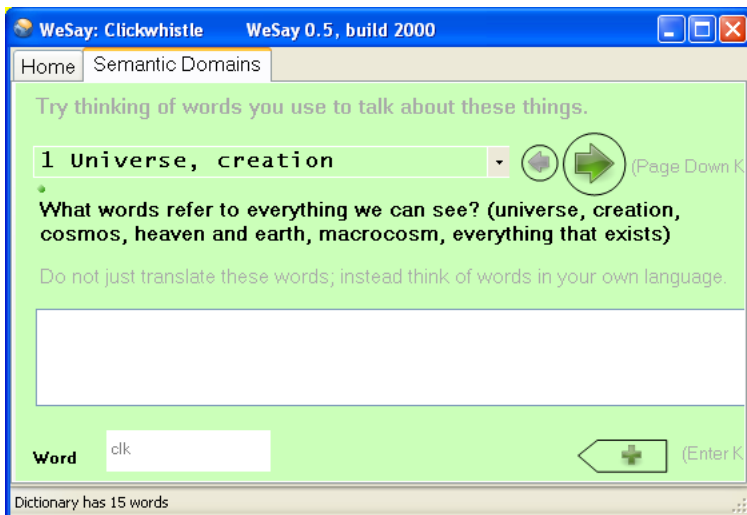 WeSay: Clickwhistle WeSay 0.5, build 2000
Home Semantic Domains
Try thinking of words you use to talk about these things.
1 Universe, creation (Page Down K
What words refer to everything we can see? (universe, creation,
cosmos, heaven and earth, macrocosm, everything that exists)
Do not just translate these words; instead think of words in your own language.
Word clk (Enter K
Dictionary has 15 words